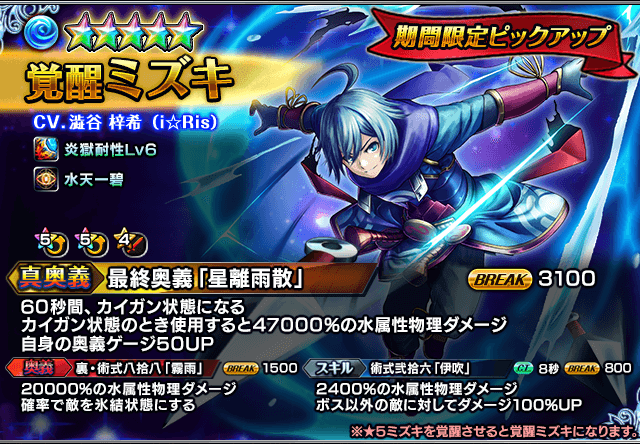 期間限定ピックアップ
覚醒ミズキ
CV.澁谷 梓希 (i☆Ris)
炎獄耐性Lv6
水天一碧
5 5 4
真奥義 最終奥義「星離雨散」 BREAK 3100
60秒間、カイガン状態になる
カイガン状態のとき使用すると47000%の水属性物理ダメージ
自身の奥義ゲージ50UP
奥義 裏・術式八拾八「霧雨」 BREAK 1500
20000%の水属性物理ダメージ
確率で敵を氷結状態にする
スキル 術式弐拾六「伊吹」 C.T. 8秒 BREAK 800
2400%の水属性物理ダメージ
ボス以外の敵に対してダメージ100%UP
※★5ミズキを覚醒させると覚醒ミズキになります。